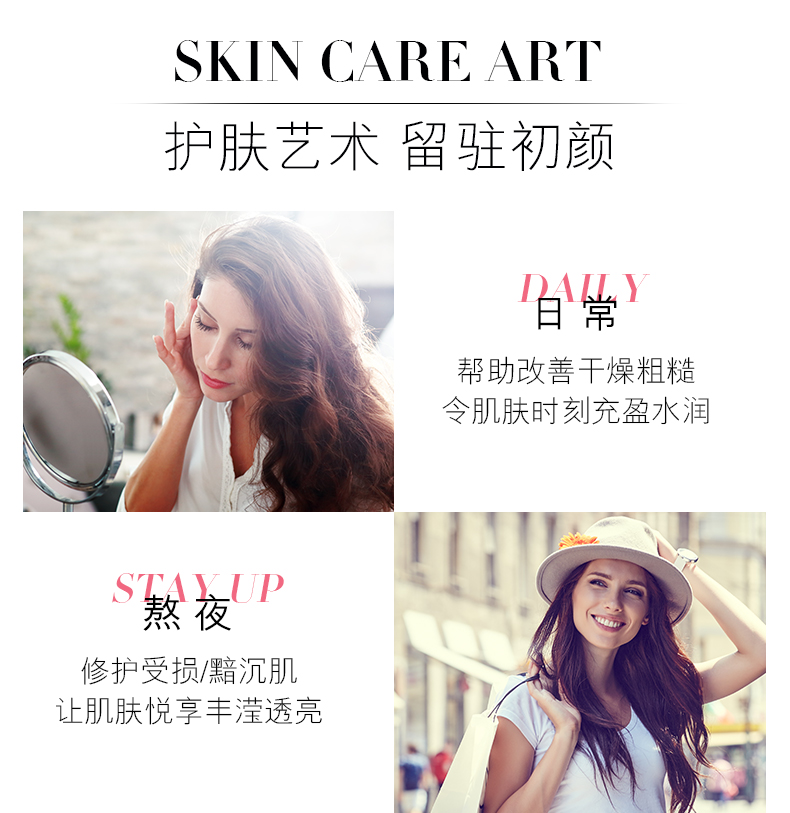 SKIN CARE ART
护肤艺术 留驻初颜
DAILY
日常
帮助改善干燥粗糙
令肌肤时刻充盈水润
STAY UP
熬夜
修护受损/黯沉肌
让肌肤悦享丰滢透亮